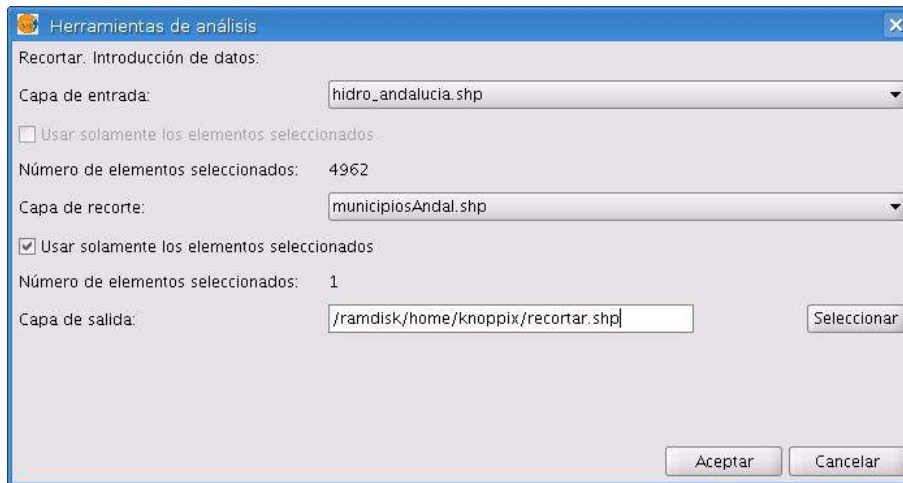 Herramientas de análisis
Recortar. Introducción de datos:
Capa de entrada: hidro_andalucia.shp
Usar solamente los elementos seleccionados
Número de elementos seleccionados: 4962
Capa de recorte: municipiosAndal.shp
Usar solamente los elementos seleccionados
Número de elementos seleccionados: 1
Capa de salida: /ramdisk/home/knoppix/recortar.shp Seleccionar
Aceptar Cancelar